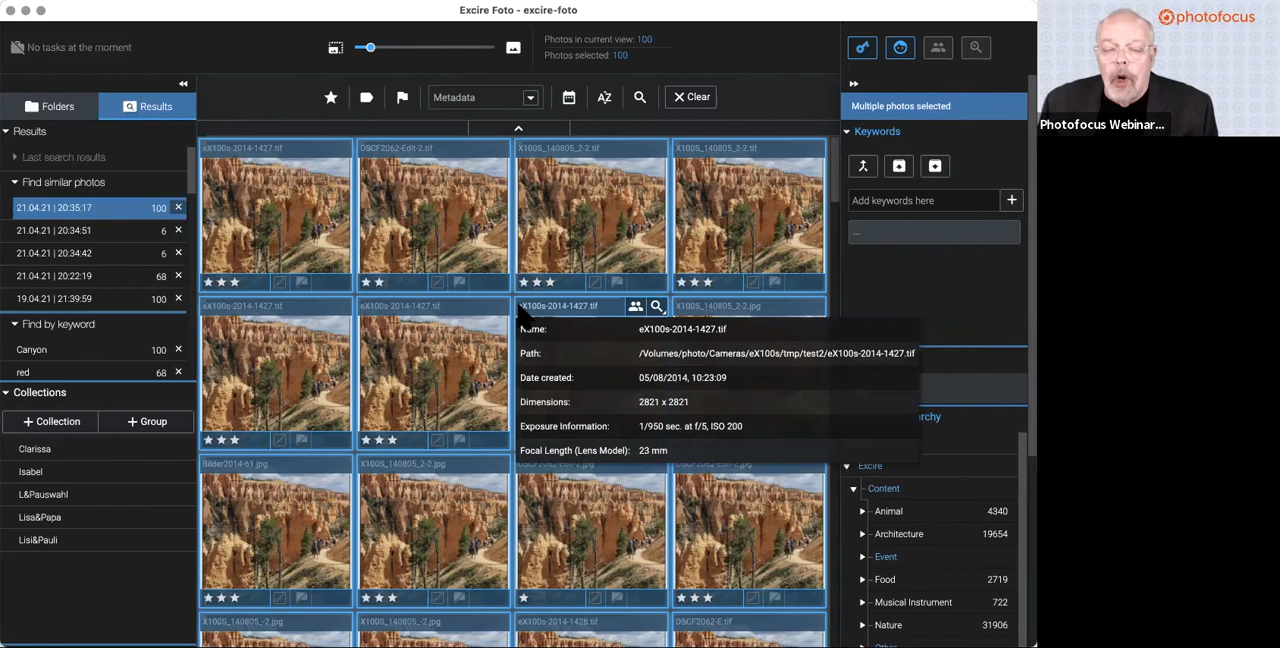 Excire Foto - excire-foto
No tasks at the moment
Photos in current view: 100
Photos selected: 100
photofocus
Photofocus Webinar...
Folders
Results
Metadata
Clear
Multiple photos selected
Results
Last search results
Find similar photos
21.04.21 | 20:35:17 100
21.04.21 | 20:34:51 6
21.04.21 | 20:34:42 6
21.04.21 | 20:22:19 68
19.04.21 | 21:39:59 100
Find by keyword
Canyon 100
red 68
Collections
+ Collection
+ Group
Clarissa
Isabel
L&Pauswahl
Lisa&Papa
Lisi&Pauli
eX100s-2014-1427.tif
DSCF2062-Edit-2.tif
X100S_140805_2-2.tif
X100S_140805_2-2.tif
eX100s-2014-1427.tif
eX100s-2014-1427.tif
eX100s-2014-1427.tif
X100S_140805_2-2.jpg
Name: eX100s-2014-1427.tif
Path: /Volumes/photo/Cameras/eX100s/tmp/test2/eX100s-2014-1427.tif
Date created: 05/08/2014, 10:23:09
Dimensions: 2821 x 2821
Exposure Information: 1/950 sec. at f/5, ISO 200
Focal Length (Lens Model): 23 mm
Bilder2014-61.jpg
X100S_140805_2-2.jpg
DSCF2062-Edit-2.jpg
DSCF2062-Edit-2.jpg
X100S_140805_-2.jpg
X100S_140805_-2.jpg
eX100s-2014-1428.tif
DSCF2062-E.tif
Keywords
Add keywords here
+
...
archy
Excire
Content
Animal 4340
Architecture 19654
Event
Food 2719
Musical Instrument 722
Nature 31906